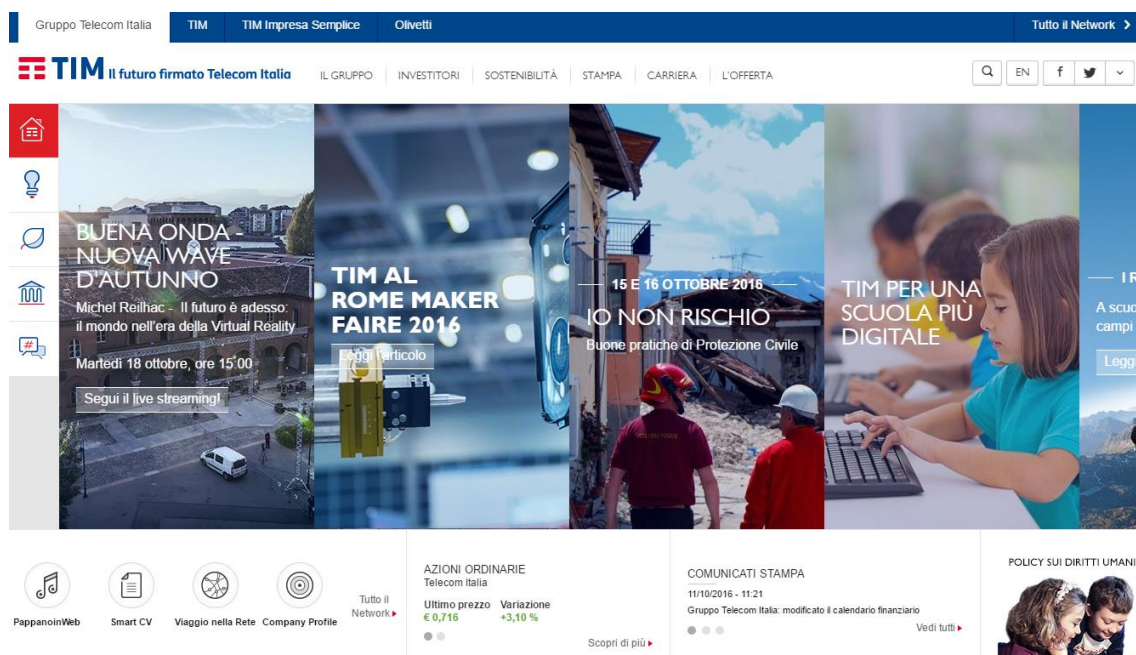 Gruppo Telecom Italia
TIM
TIM Impresa Semplice
Olivetti
Tutto il Network
TIM Il futuro firmato Telecom Italia
IL GRUPPO
INVESTITORI
SOSTENIBILITÀ
STAMPA
CARRIERA
L'OFFERTA
EN
f
#
BUENA ONDA -
NUOVA WAVE
D'AUTUNNO
Michel Reilhac - Il futuro è adesso:
il mondo nell'era della Virtual Reality
Martedì 18 ottobre, ore 15:00
Segui il live streaming!
TIM AL
ROME MAKER
FAIRE 2016
Leggi l'articolo
15 E 16 OTTOBRE 2016
IO NON RISCHIO
Buone pratiche di Protezione Civile
TIM PER UNA
SCUOLA PIÙ
DIGITALE
I R
A scuo
campi
Legg
PappanoinWeb
Smart CV
Viaggio nella Rete
Company Profile
Tutto il
Network
AZIONI ORDINARIE
Telecom Italia
Ultimo prezzo Variazione
€ 0,716 +3,10 %
Scopri di più
COMUNICATI STAMPA
11/10/2016 - 11:21
Gruppo Telecom Italia: modificato il calendario finanziario
Vedi tutti
POLICY SUI DIRITTI UMANI